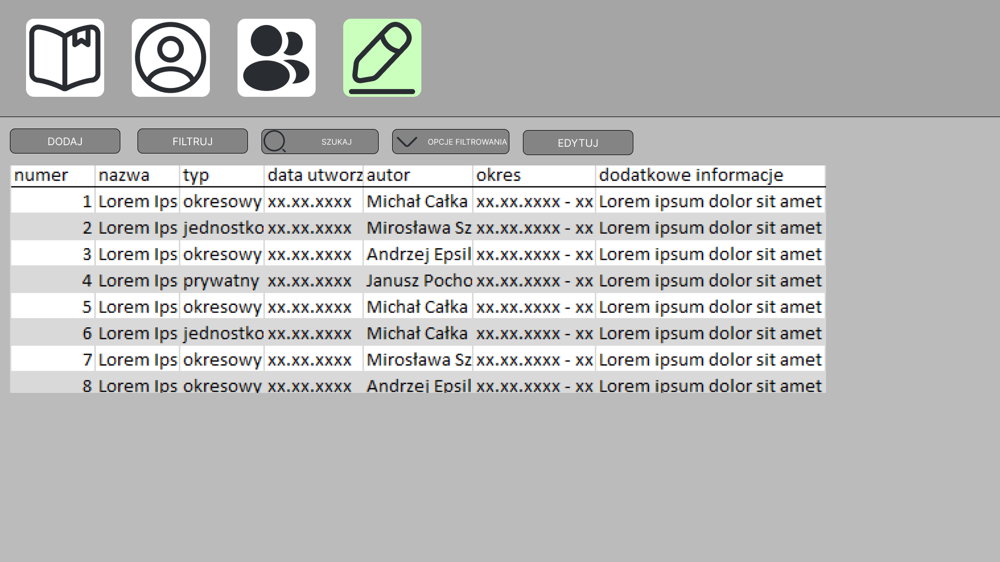 DODAJ FILTRUJ SZUKAJ OPCJE FILTROWANIA EDYTUJ
numer nazwa typ data utworz autor okres dodatkowe informacje
1 Lorem Ips okresowy xx.xx.xxxx Michał Całka xx.xx.xxxx - xx Lorem ipsum dolor sit amet
2 Lorem Ips jednostko xx.xx.xxxx Mirosława Sz xx.xx.xxxx - xx Lorem ipsum dolor sit amet
3 Lorem Ips okresowy xx.xx.xxxx Andrzej Epsil xx.xx.xxxx - xx Lorem ipsum dolor sit amet
4 Lorem Ips prywatny xx.xx.xxxx Janusz Pocho xx.xx.xxxx - xx Lorem ipsum dolor sit amet
5 Lorem Ips okresowy xx.xx.xxxx Michał Całka xx.xx.xxxx - xx Lorem ipsum dolor sit amet
6 Lorem Ips jednostko xx.xx.xxxx Michał Całka xx.xx.xxxx - xx Lorem ipsum dolor sit amet
7 Lorem Ips okresowy xx.xx.xxxx Mirosława Sz xx.xx.xxxx - xx Lorem ipsum dolor sit amet
8 Lorem Ips okresowy xx.xx.xxxx Andrzej Epsil xx.xx.xxxx - xx Lorem ipsum dolor sit amet